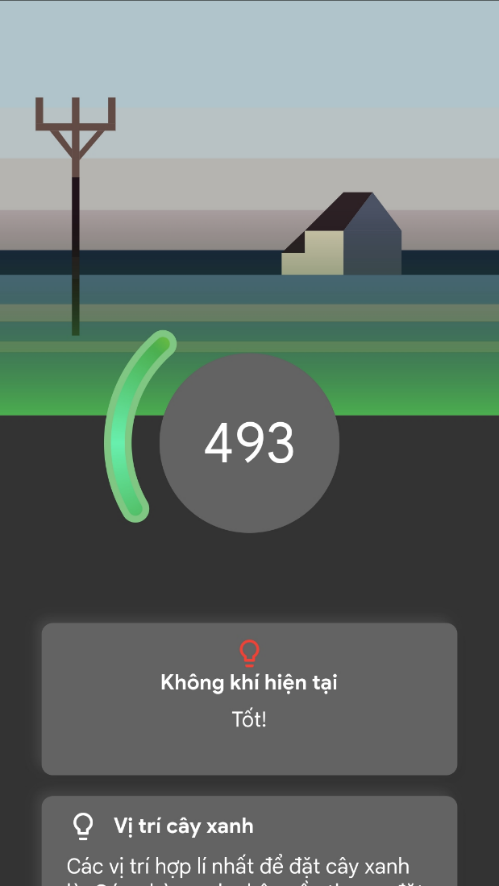 493
Không khí hiện tại
Tốt!
Vị trí cây xanh
Các vị trí hợp lí nhất để đặt cây xanh